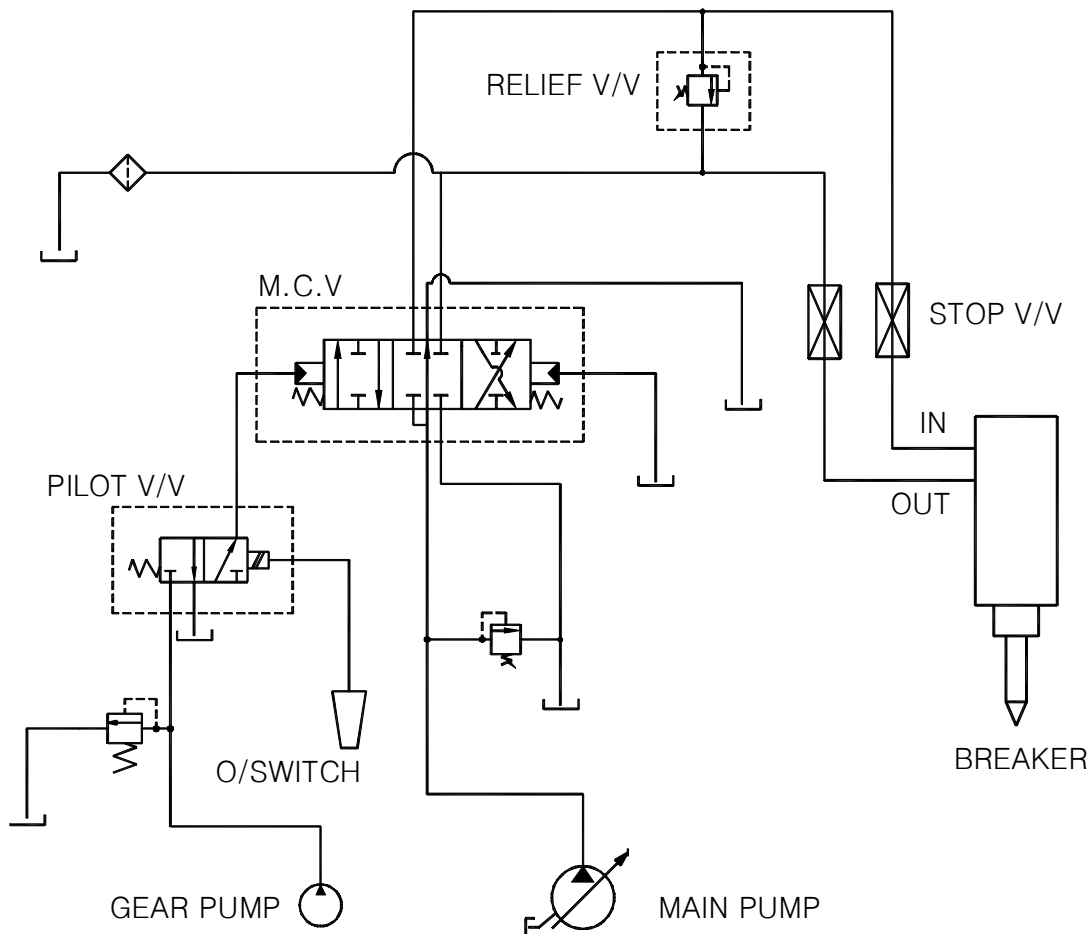 RELIEF V/V
M.C.V
STOP V/V
IN
OUT
PILOT V/V
O/SWITCH
BREAKER
GEAR PUMP
MAIN PUMP